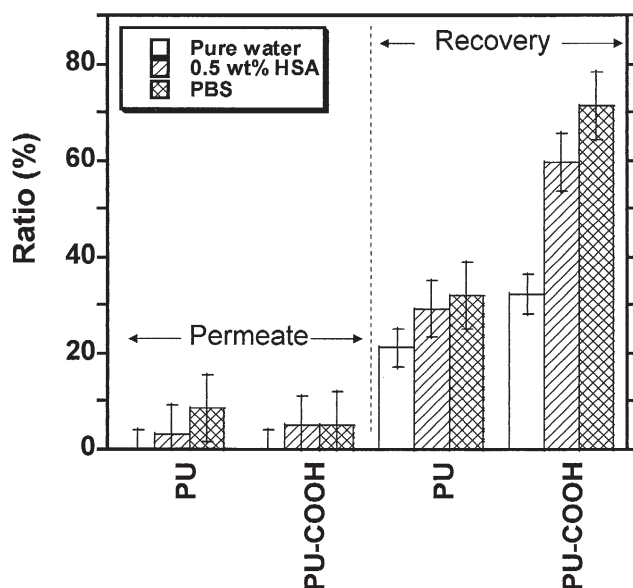 Pure water
0.5 wt% HSA
PBS
Recovery
Permeate
Ratio (%)
80
60
40
20
0
PU
PU-COOH
PU
PU-COOH